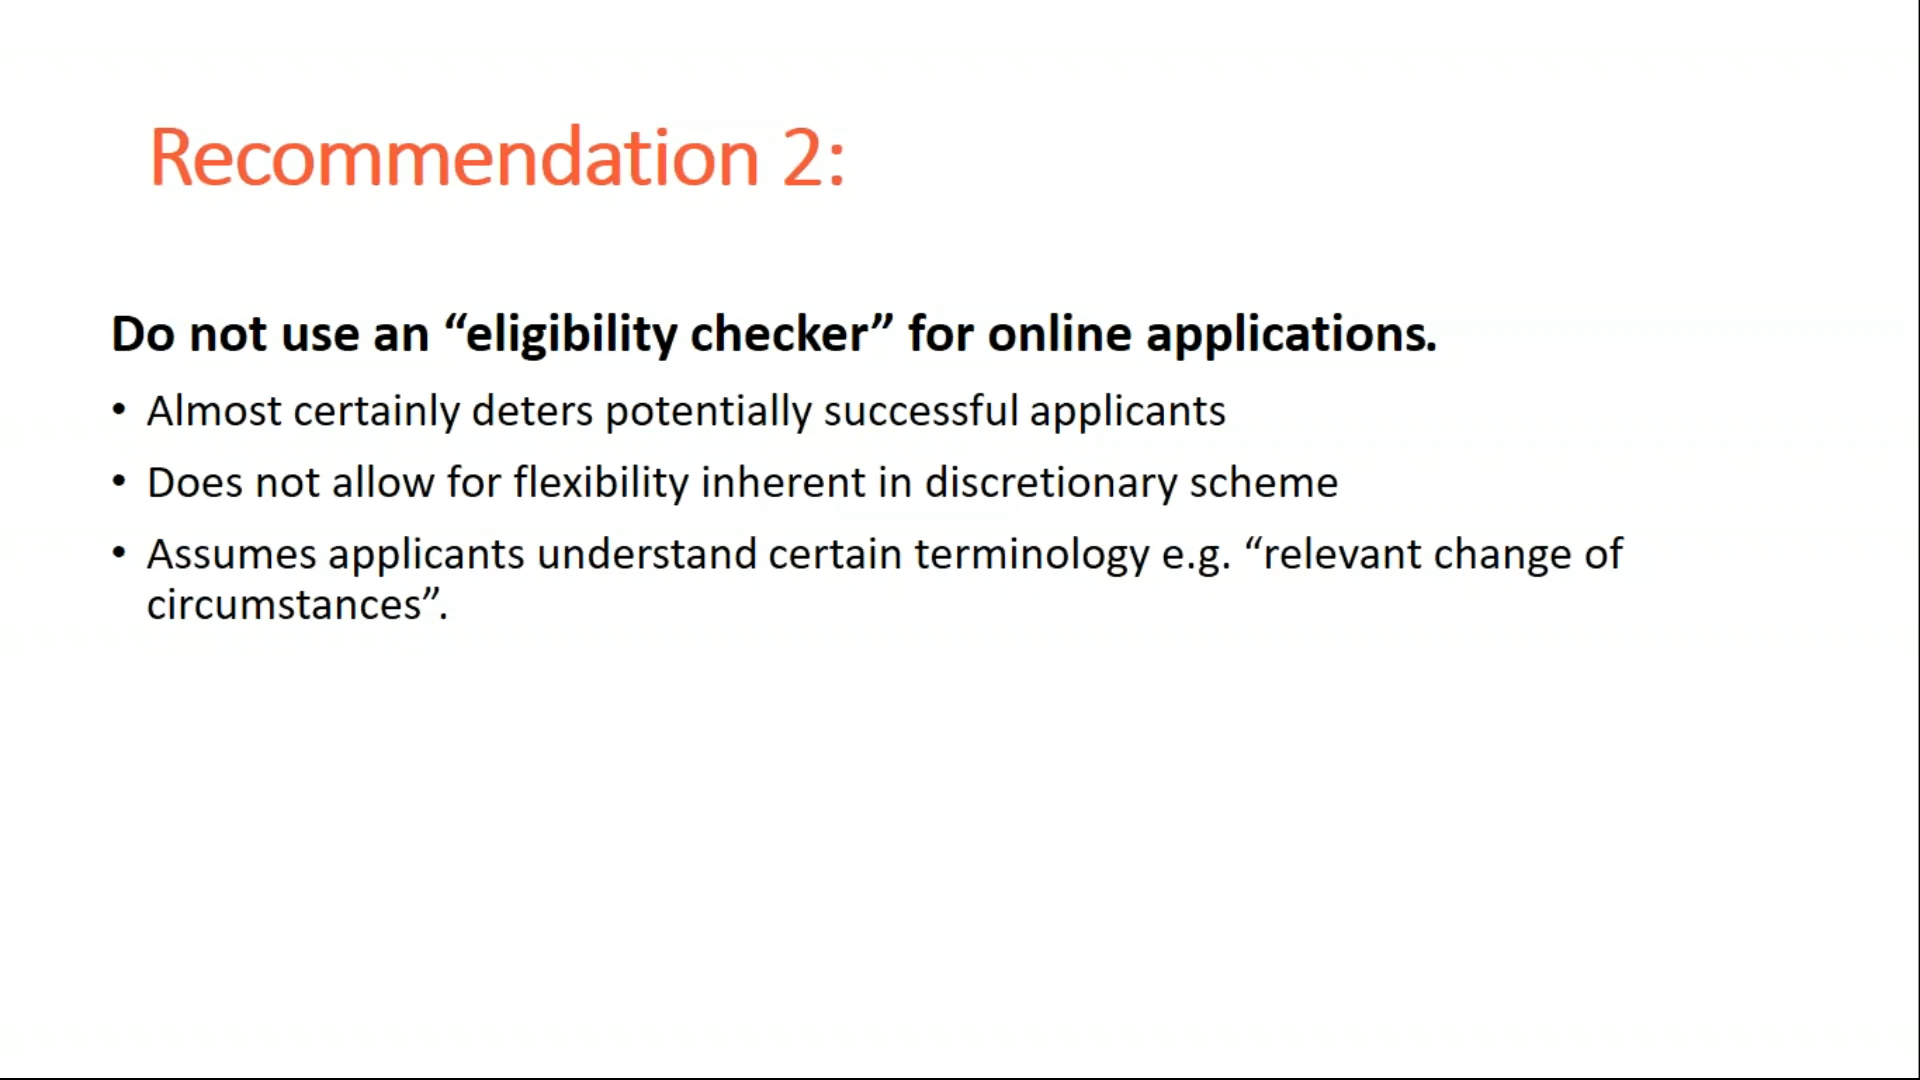 Recommendation 2:
Do not use an “eligibility checker” for online applications.
• Almost certainly deters potentially successful applicants
• Does not allow for flexibility inherent in discretionary scheme
• Assumes applicants understand certain terminology e.g. “relevant change of
circumstances”.